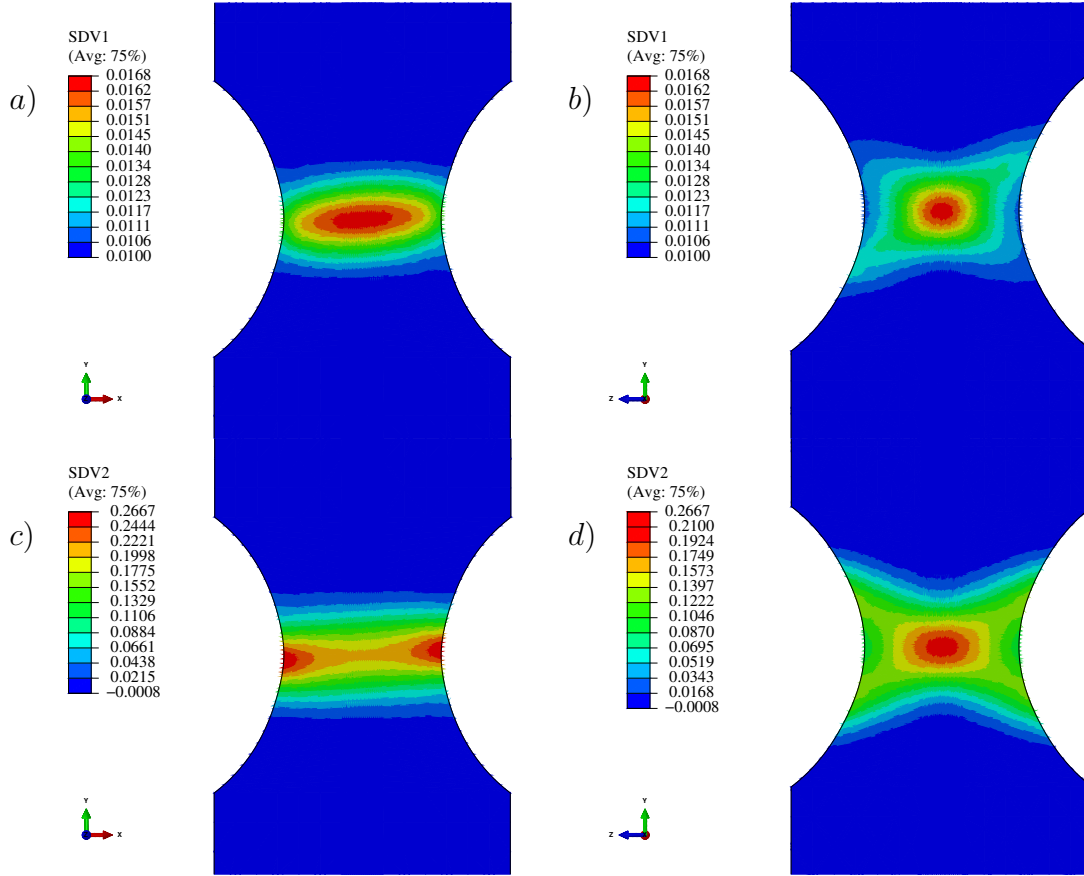 a)
SDV1
(Avg: 75%)
0.0168
0.0162
0.0157
0.0151
0.0145
0.0140
0.0134
0.0128
0.0123
0.0117
0.0111
0.0106
0.0100
Y
X
b)
SDV1
(Avg: 75%)
0.0168
0.0162
0.0157
0.0151
0.0145
0.0140
0.0134
0.0128
0.0123
0.0117
0.0111
0.0106
0.0100
Y
Z
c)
SDV2
(Avg: 75%)
0.2667
0.2444
0.2221
0.1998
0.1775
0.1552
0.1329
0.1106
0.0884
0.0661
0.0438
0.0215
−0.0008
Y
X
d)
SDV2
(Avg: 75%)
0.2667
0.2100
0.1924
0.1749
0.1573
0.1397
0.1222
0.1046
0.0870
0.0695
0.0519
0.0343
0.0168
−0.0008
Y
Z